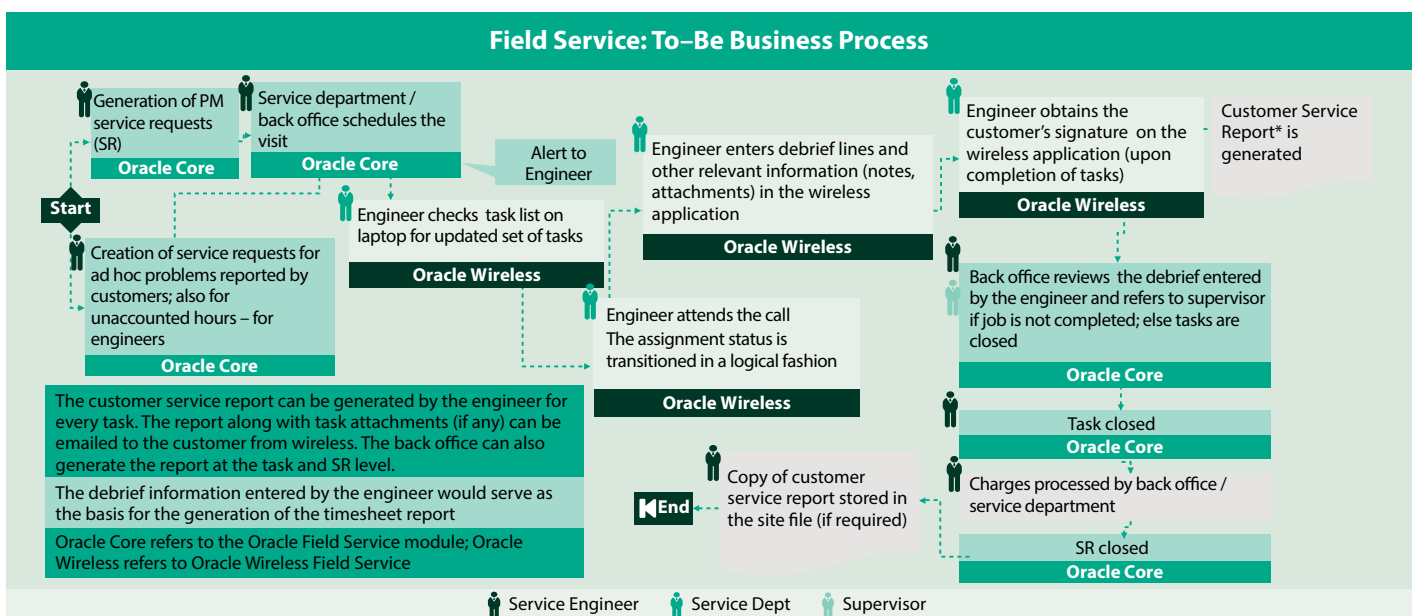 Field Service: To–Be Business Process
Generation of PM
service requests
(SR)
Oracle Core
Service department /
back office schedules the
visit
Oracle Core
Alert to
Engineer
Start
Creation of service requests for
ad hoc problems reported by
customers; also for
unaccounted hours – for
engineers
Oracle Core
Engineer checks task list on
laptop for updated set of tasks
Oracle Wireless
Engineer attends the call
The assignment status is
transitioned in a logical fashion
Oracle Wireless
Engineer enters debrief lines and
other relevant information (notes,
attachments) in the wireless
application
Oracle Wireless
Engineer obtains the
customer’s signature on the
wireless application (upon
completion of tasks)
Oracle Wireless
Customer Service
Report* is
generated
Back office reviews the debrief entered
by the engineer and refers to supervisor
if job is not completed; else tasks are
closed
Oracle Core
Task closed
Oracle Core
Charges processed by back office /
service department
SR closed
Oracle Core
Copy of customer
service report stored in
the site file (if required)
End
The customer service report can be generated by the engineer for
every task. The report along with task attachments (if any) can be
emailed to the customer from wireless. The back office can also
generate the report at the task and SR level.
The debrief information entered by the engineer would serve as
the basis for the generation of the timesheet report
Oracle Core refers to the Oracle Field Service module; Oracle
Wireless refers to Oracle Wireless Field Service
Service Engineer
Service Dept
Supervisor